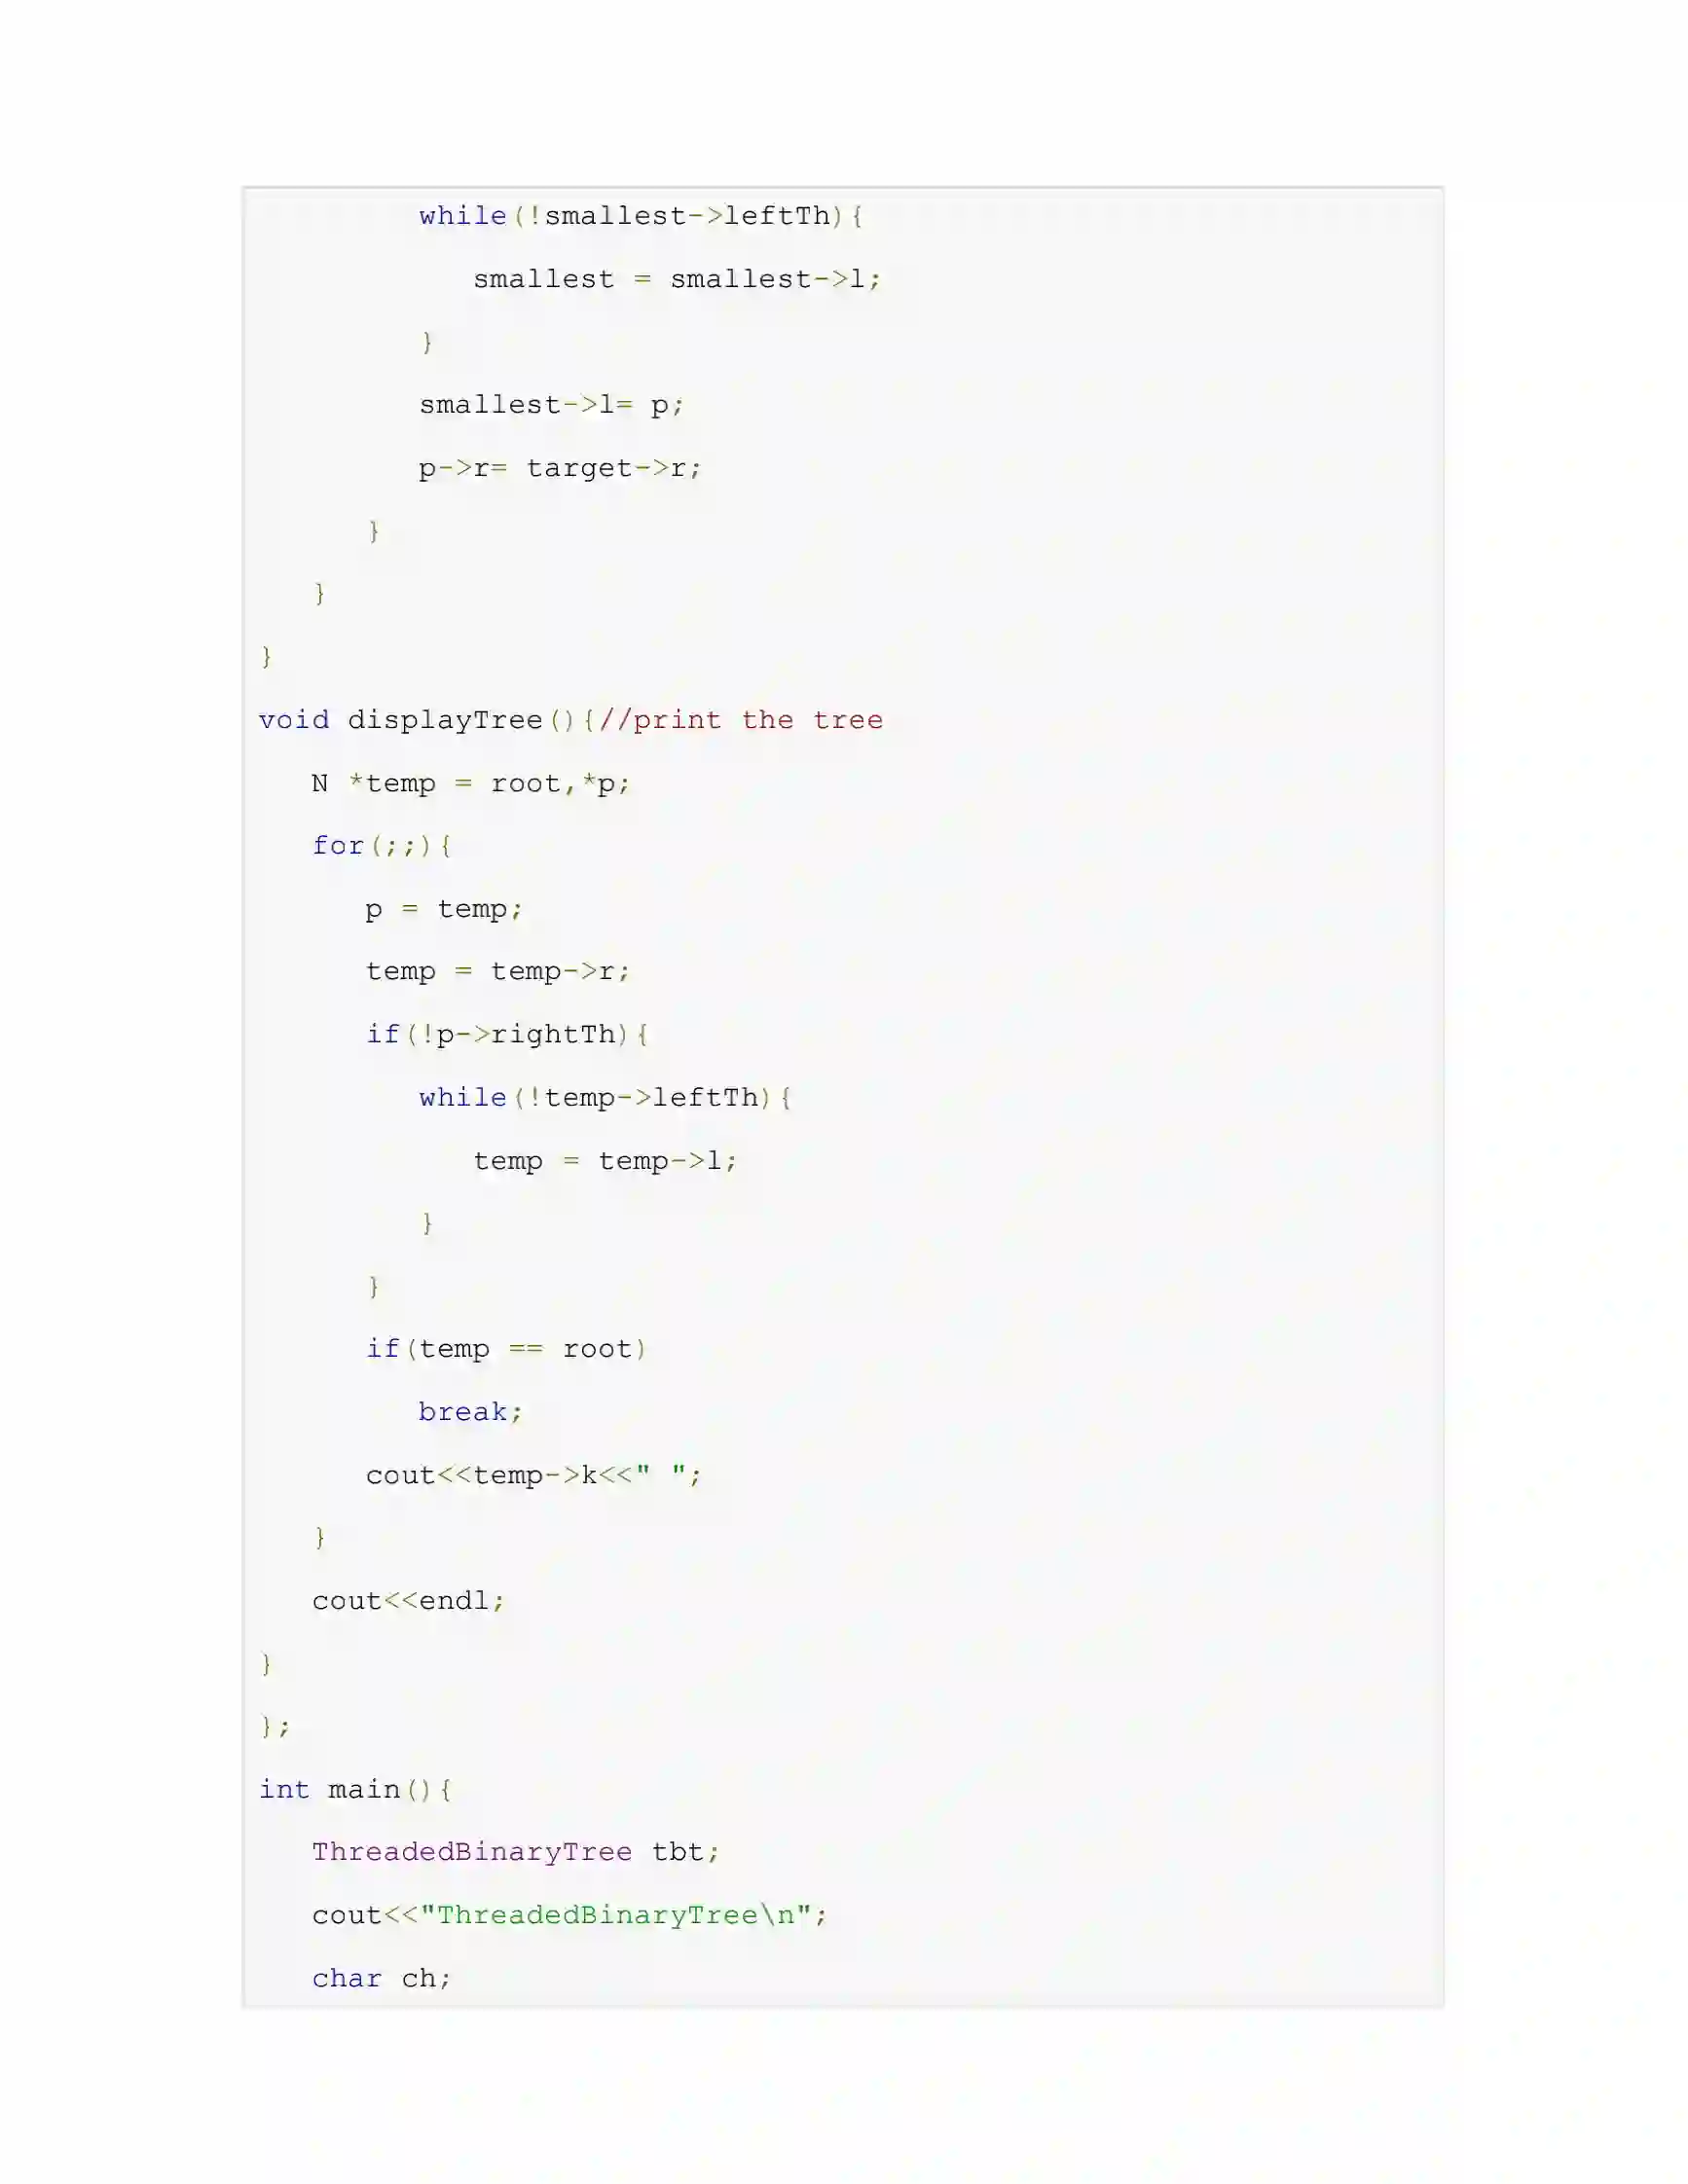 while(!smallest->leftTh){
            smallest = smallest->l;
         }
         smallest->l= p;
         p->r= target->r;
      }
   }
}
void displayTree(){//print the tree
   N *temp = root,*p;
   for(;;){
      p = temp;
      temp = temp->r;
      if(!p->rightTh){
         while(!temp->leftTh){
            temp = temp->l;
         }
      }
      if(temp == root)
         break;
      cout<<temp->k<<" ";
   }
   cout<<endl;
}
};
int main(){
   ThreadedBinaryTree tbt;
   cout<<"ThreadedBinaryTree\n";
   char ch;